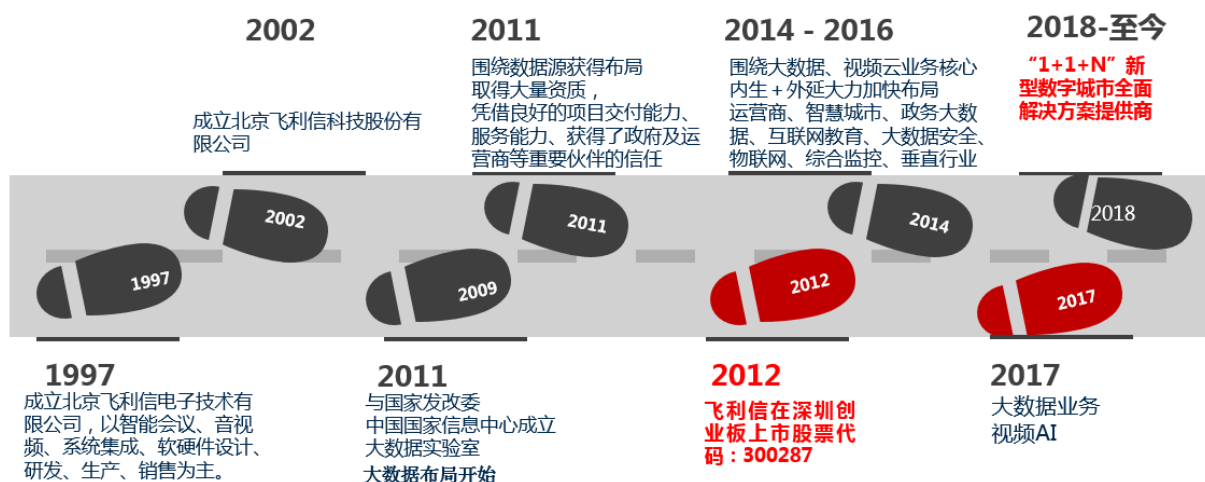 2002
成立北京飞利信科技股份有
限公司
2011
围绕数据源获得布局
取得大量资质，
凭借良好的项目交付能力、
服务能力、获得了政府及运
营商等重要伙伴的信任
2014 - 2016
围绕大数据、视频云业务核心
内生＋外延大力加快布局
运营商、智慧城市、政务大数
据、互联网教育、大数据安全、
物联网、综合监控、垂直行业
2018-至今
“1+1+N”新
型数字城市全面
解决方案提供商
1997
2002
2009
2011
2012
2014
2017
2018
1997
成立北京飞利信电子技术有
限公司，以智能会议、音视
频、系统集成、软硬件设计、
研发、生产、销售为主。
2011
与国家发改委
中国国家信息中心成立
大数据实验室
大数据布局开始
2012
飞利信在深圳创
业板上市股票代
码：300287
2017
大数据业务
视频AI